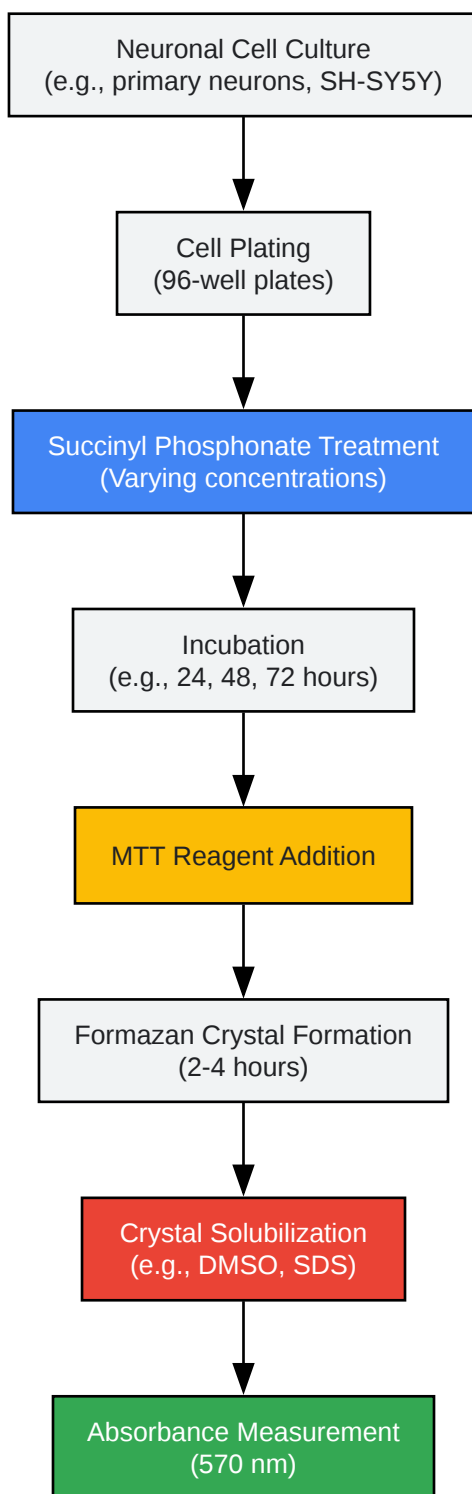 Neuronal Cell Culture
(e.g., primary neurons, SH-SY5Y)
Cell Plating
(96-well plates)
Succinyl Phosphonate Treatment
(Varying concentrations)
Incubation
(e.g., 24, 48, 72 hours)
MTT Reagent Addition
Formazan Crystal Formation
(2-4 hours)
Crystal Solubilization
(e.g., DMSO, SDS)
Absorbance Measurement
(570 nm)